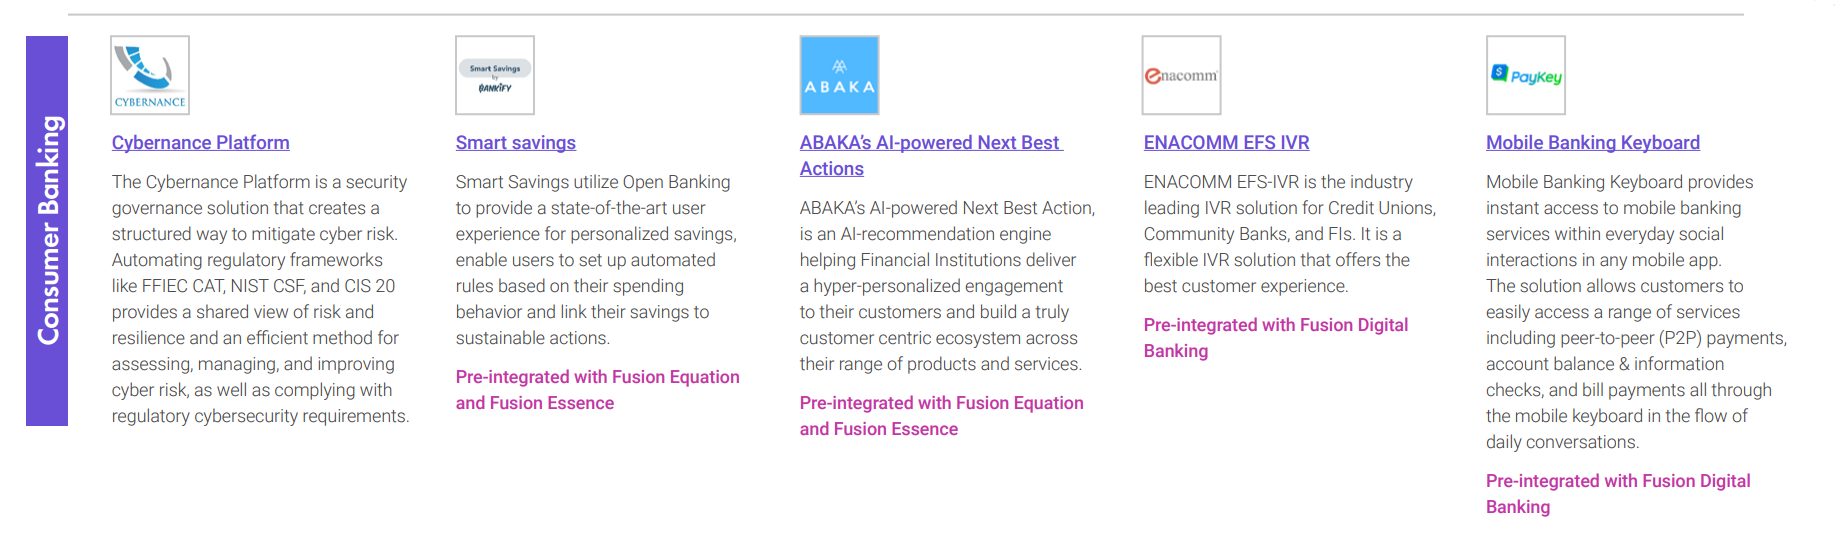 Consumer Banking
CYBERNANCE
Cybernance Platform
The Cybernance Platform is a security
governance solution that creates a
structured way to mitigate cyber risk.
Automating regulatory frameworks
like FFIEC CAT, NIST CSF, and CIS 20
provides a shared view of risk and
resilience and an efficient method for
assessing, managing, and improving
cyber risk, as well as complying with
regulatory cybersecurity requirements.
Smart Savings
by
BANKIFY
Smart savings
Smart Savings utilize Open Banking
to provide a state-of-the-art user
experience for personalized savings,
enable users to set up automated
rules based on their spending
behavior and link their savings to
sustainable actions.
Pre-integrated with Fusion Equation
and Fusion Essence
ABAKA
ABAKA’s AI-powered Next Best
Actions
ABAKA’s AI-powered Next Best Action,
is an AI-recommendation engine
helping Financial Institutions deliver
a hyper-personalized engagement
to their customers and build a truly
customer centric ecosystem across
their range of products and services.
Pre-integrated with Fusion Equation
and Fusion Essence
enacomm
ENACOMM EFS IVR
ENACOMM EFS-IVR is the industry
leading IVR solution for Credit Unions,
Community Banks, and FIs. It is a
flexible IVR solution that offers the
best customer experience.
Pre-integrated with Fusion Digital
Banking
PayKey
Mobile Banking Keyboard
Mobile Banking Keyboard provides
instant access to mobile banking
services within everyday social
interactions in any mobile app.
The solution allows customers to
easily access a range of services
including peer-to-peer (P2P) payments,
account balance & information
checks, and bill payments all through
the mobile keyboard in the flow of
daily conversations.
Pre-integrated with Fusion Digital
Banking